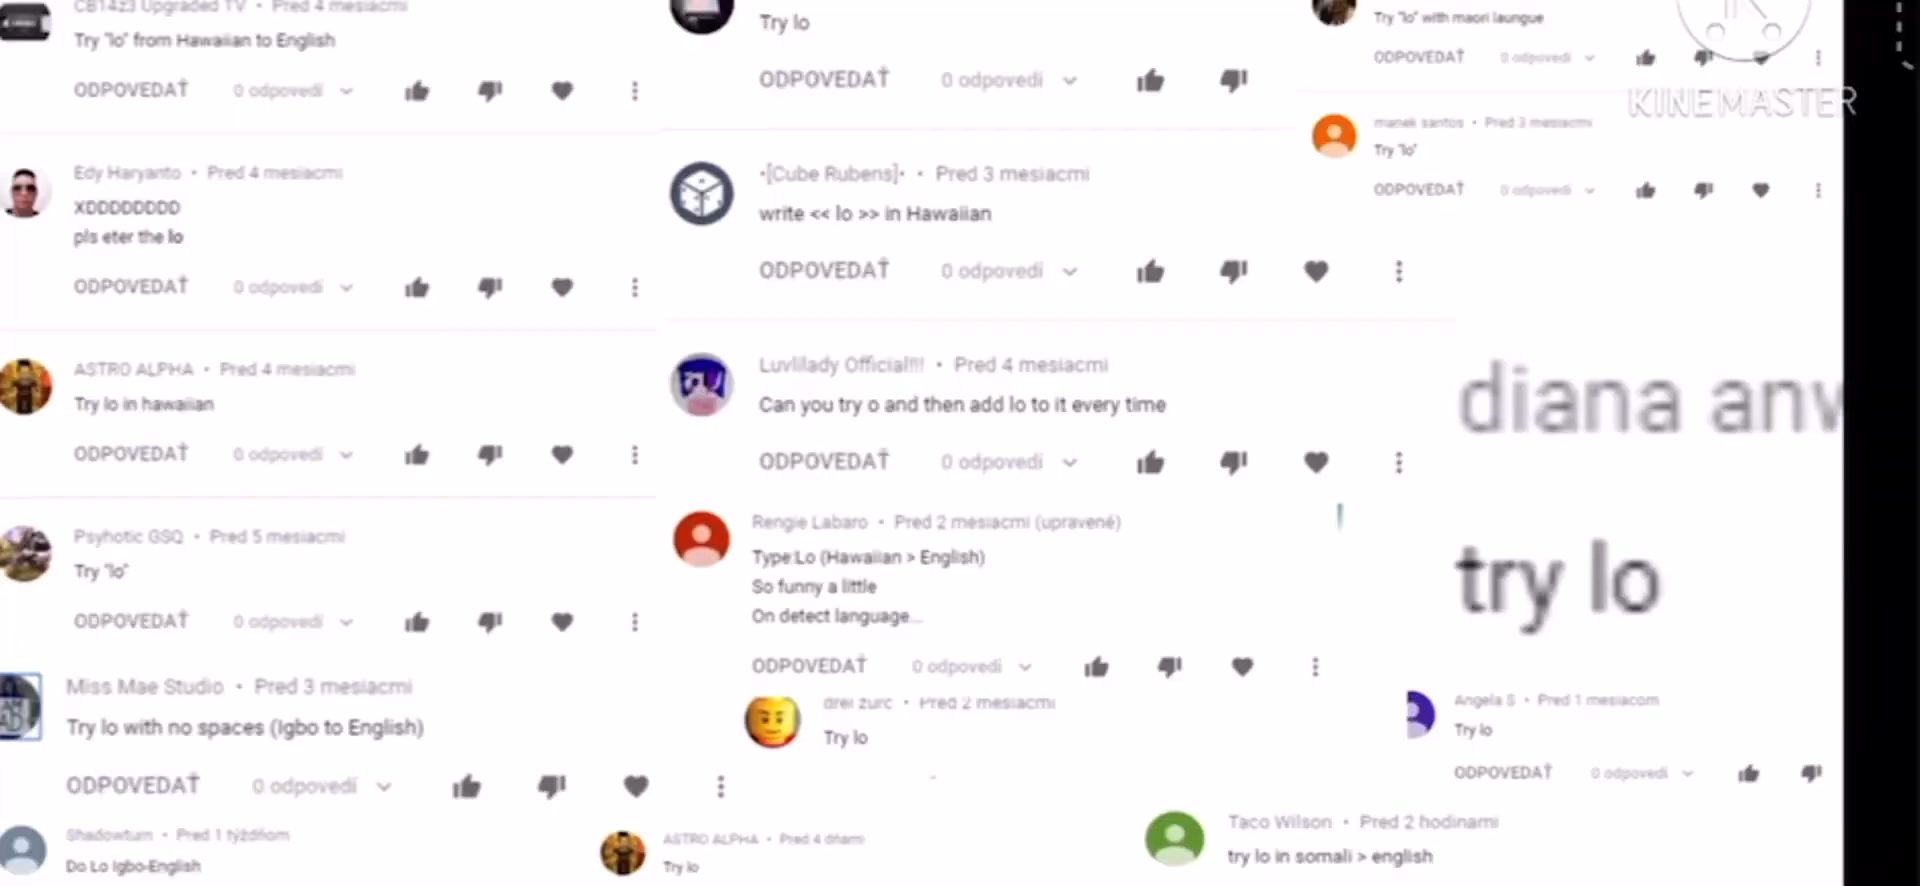 CB14z3 Upgraded TV • Pred 4 mesiacmi
Try "lo" from Hawaiian to English
ODPOVEDAŤ 0 odpovedí
Edy Haryanto • Pred 4 mesiacmi
XDDDDDDDD
pls eter the lo
ODPOVEDAŤ 0 odpovedí
ASTRO ALPHA • Pred 4 mesiacmi
Try lo in hawaiian
ODPOVEDAŤ 0 odpovedí
Psyhotic GSQ • Pred 5 mesiacmi
Try "lo"
ODPOVEDAŤ 0 odpovedí
Miss Mae Studio • Pred 3 mesiacmi
Try lo with no spaces (Igbo to English)
ODPOVEDAŤ 0 odpovedí
Shadowturn • Pred 1 týždňom
Do Lo Igbo-English
Try lo
ODPOVEDAŤ 0 odpovedí
•[Cube Rubens]• • Pred 3 mesiacmi
write << lo >> in Hawaiian
ODPOVEDAŤ 0 odpovedí
Luvlilady Official!!! • Pred 4 mesiacmi
Can you try o and then add lo to it every time
ODPOVEDAŤ 0 odpovedí
Rengie Labaro • Pred 2 mesiacmi (upravené)
Type:Lo (Hawaiian > English)
So funny a little
On detect language...
ODPOVEDAŤ 0 odpovedí
drei zurc • Pred 2 mesiacmi
Try lo
ASTRO ALPHA • Pred 4 dňami
Try lo
Try "lo" with maori laungue
ODPOVEDAŤ 0 odpovedí
KINEMASTER
manek santos • Pred 3 mesiacmi
Try "lo"
ODPOVEDAŤ 0 odpovedí
diana anw
try lo
Angela S • Pred 1 mesiacom
Try lo
ODPOVEDAŤ 0 odpovedí
Taco Wilson • Pred 2 hodinami
try lo in somali > english